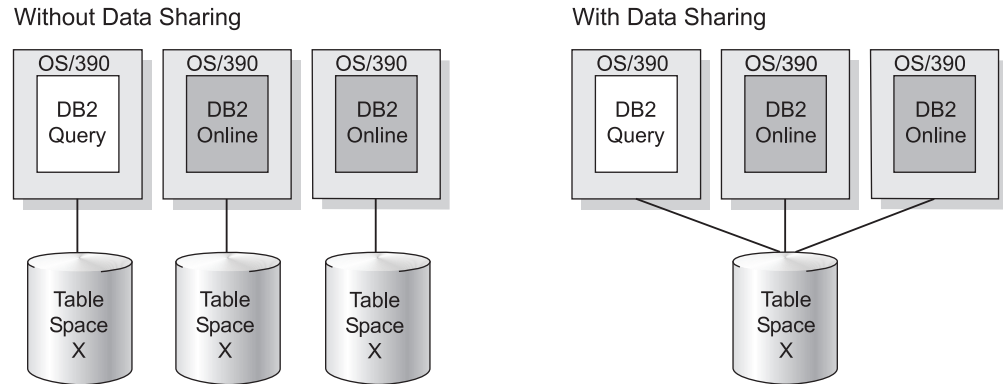 Without Data Sharing
OS/390
DB2
Query
OS/390
DB2
Online
OS/390
DB2
Online
Table
Space
X
Table
Space
X
Table
Space
X
With Data Sharing
OS/390
DB2
Query
OS/390
DB2
Online
OS/390
DB2
Online
Table
Space
X